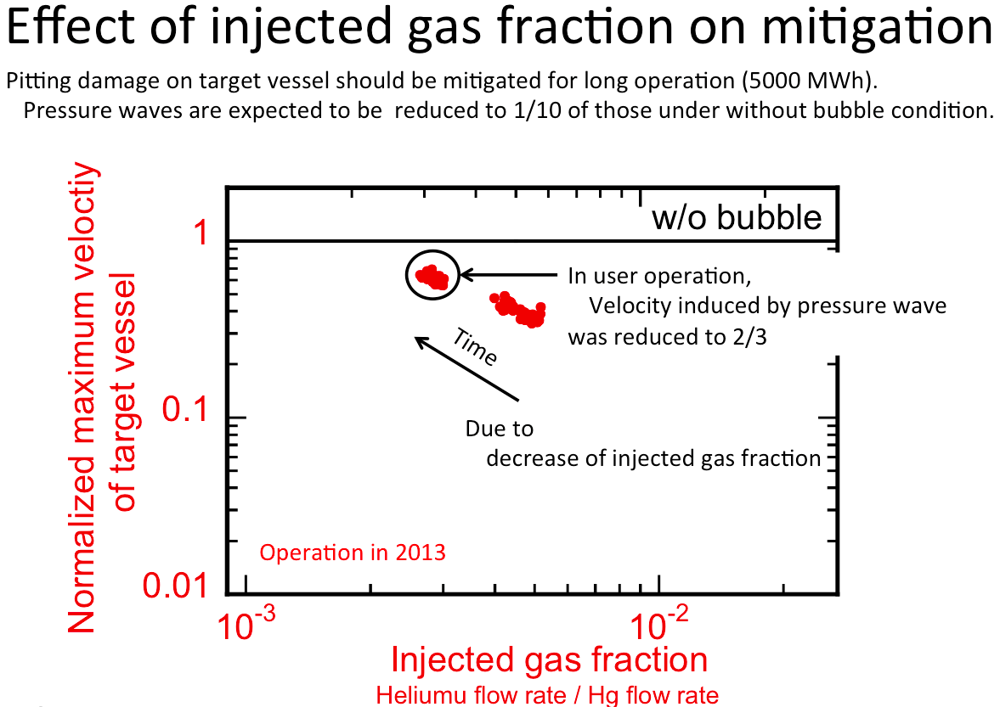 Effect of injected gas fraction on mitigation
Pitting damage on target vessel should be mitigated for long operation (5000 MWh).
Pressure waves are expected to be reduced to 1/10 of those under without bubble condition.
Normalized maximum veloctiy
of target vessel
1
0.1
0.01
w/o bubble
In user operation,
Velocity induced by pressure wave
was reduced to 2/3
Time
Due to
decrease of injected gas fraction
Operation in 2013
10-3
10-2
Injected gas fraction
Heliumu flow rate / Hg flow rate